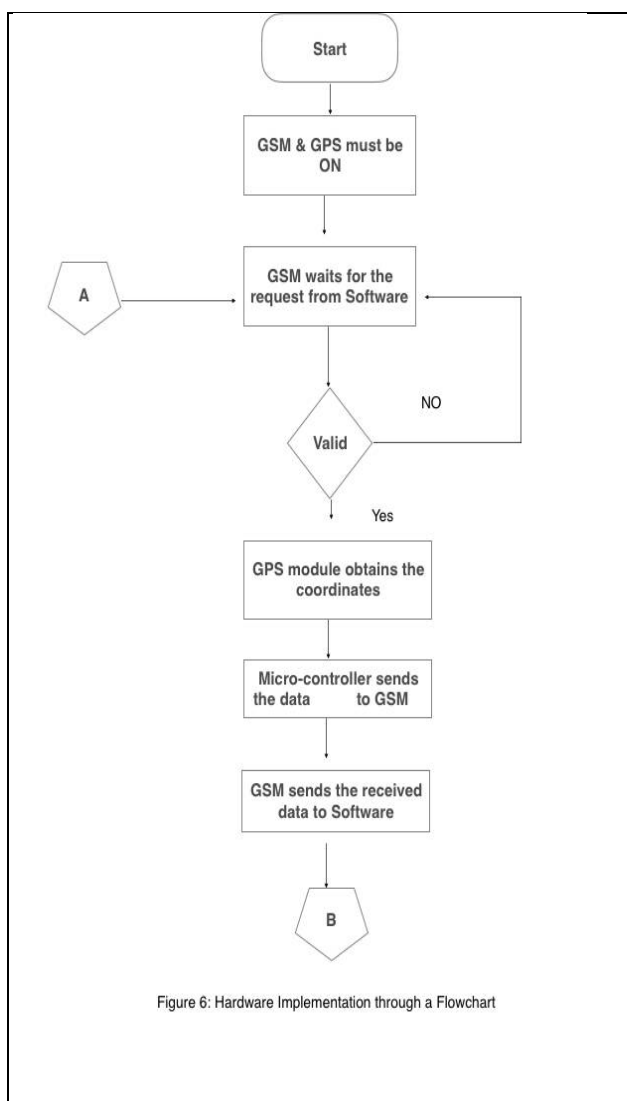 Start
GSM & GPS must be
ON
GSM waits for the
request from Software
A
NO
Valid
Yes
GPS module obtains the
coordinates
Micro-controller sends
the data to GSM
GSM sends the received
data to Software
B
Figure 6: Hardware Implementation through a Flowchart